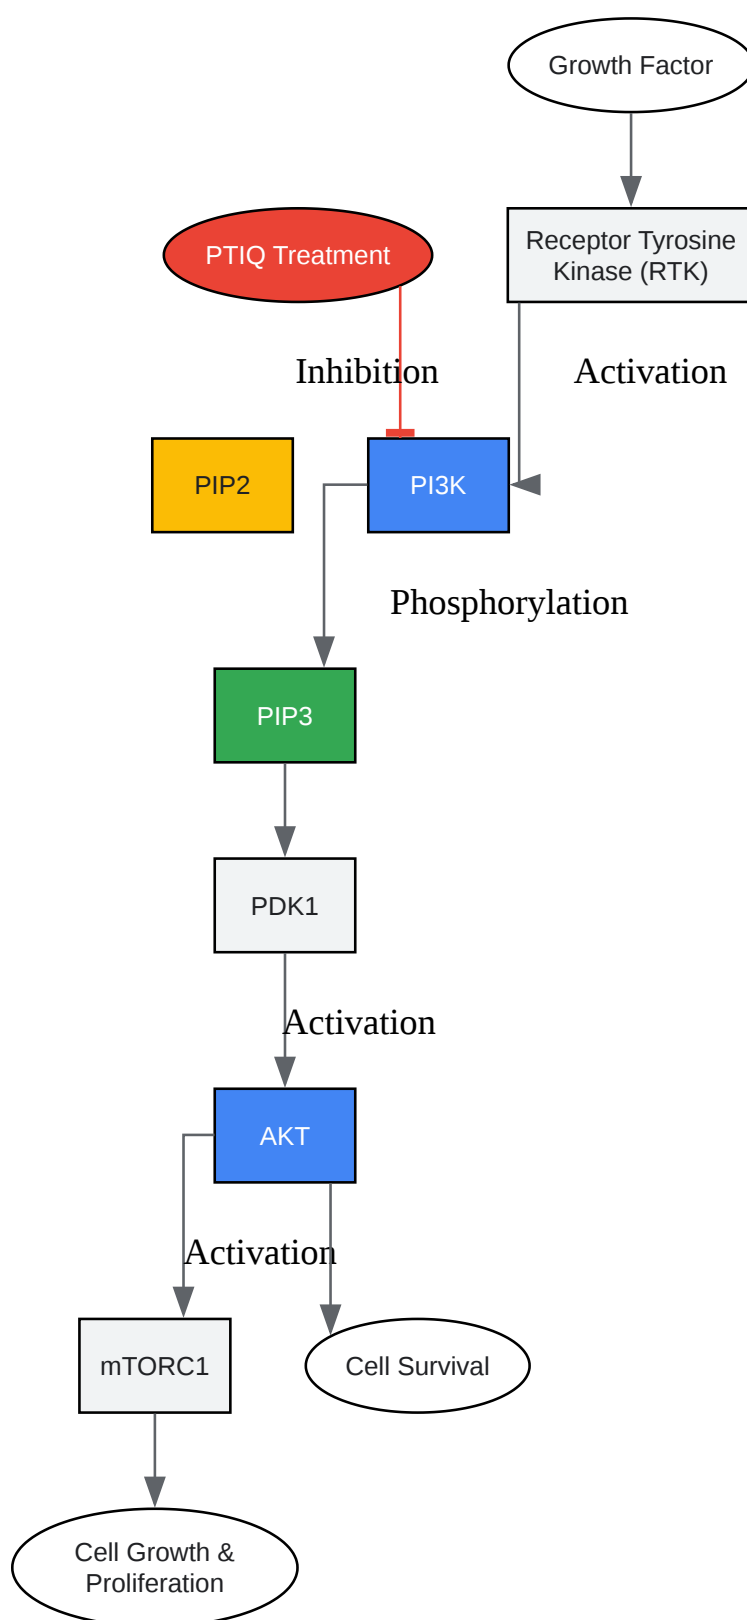 Growth Factor
PTIQ Treatment
Receptor Tyrosine
Kinase (RTK)
Inhibition
Activation
PIP2
PI3K
Phosphorylation
PIP3
PDK1
Activation
AKT
Activation
mTORC1
Cell Survival
Cell Growth &
Proliferation